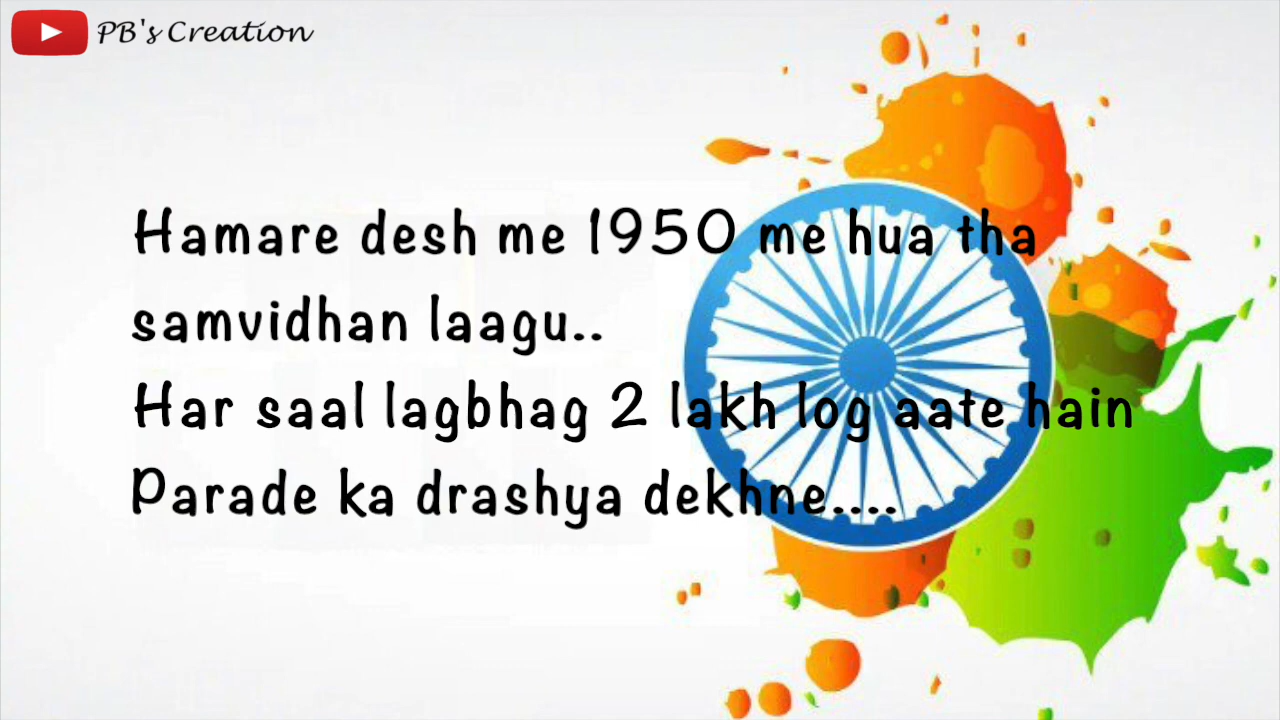 PB's Creation
Hamare desh me 1950 me hua tha
samvidhan laagu..
Har saal lagbhag 2 lakh log aate hain
Parade ka drashya dekhne....